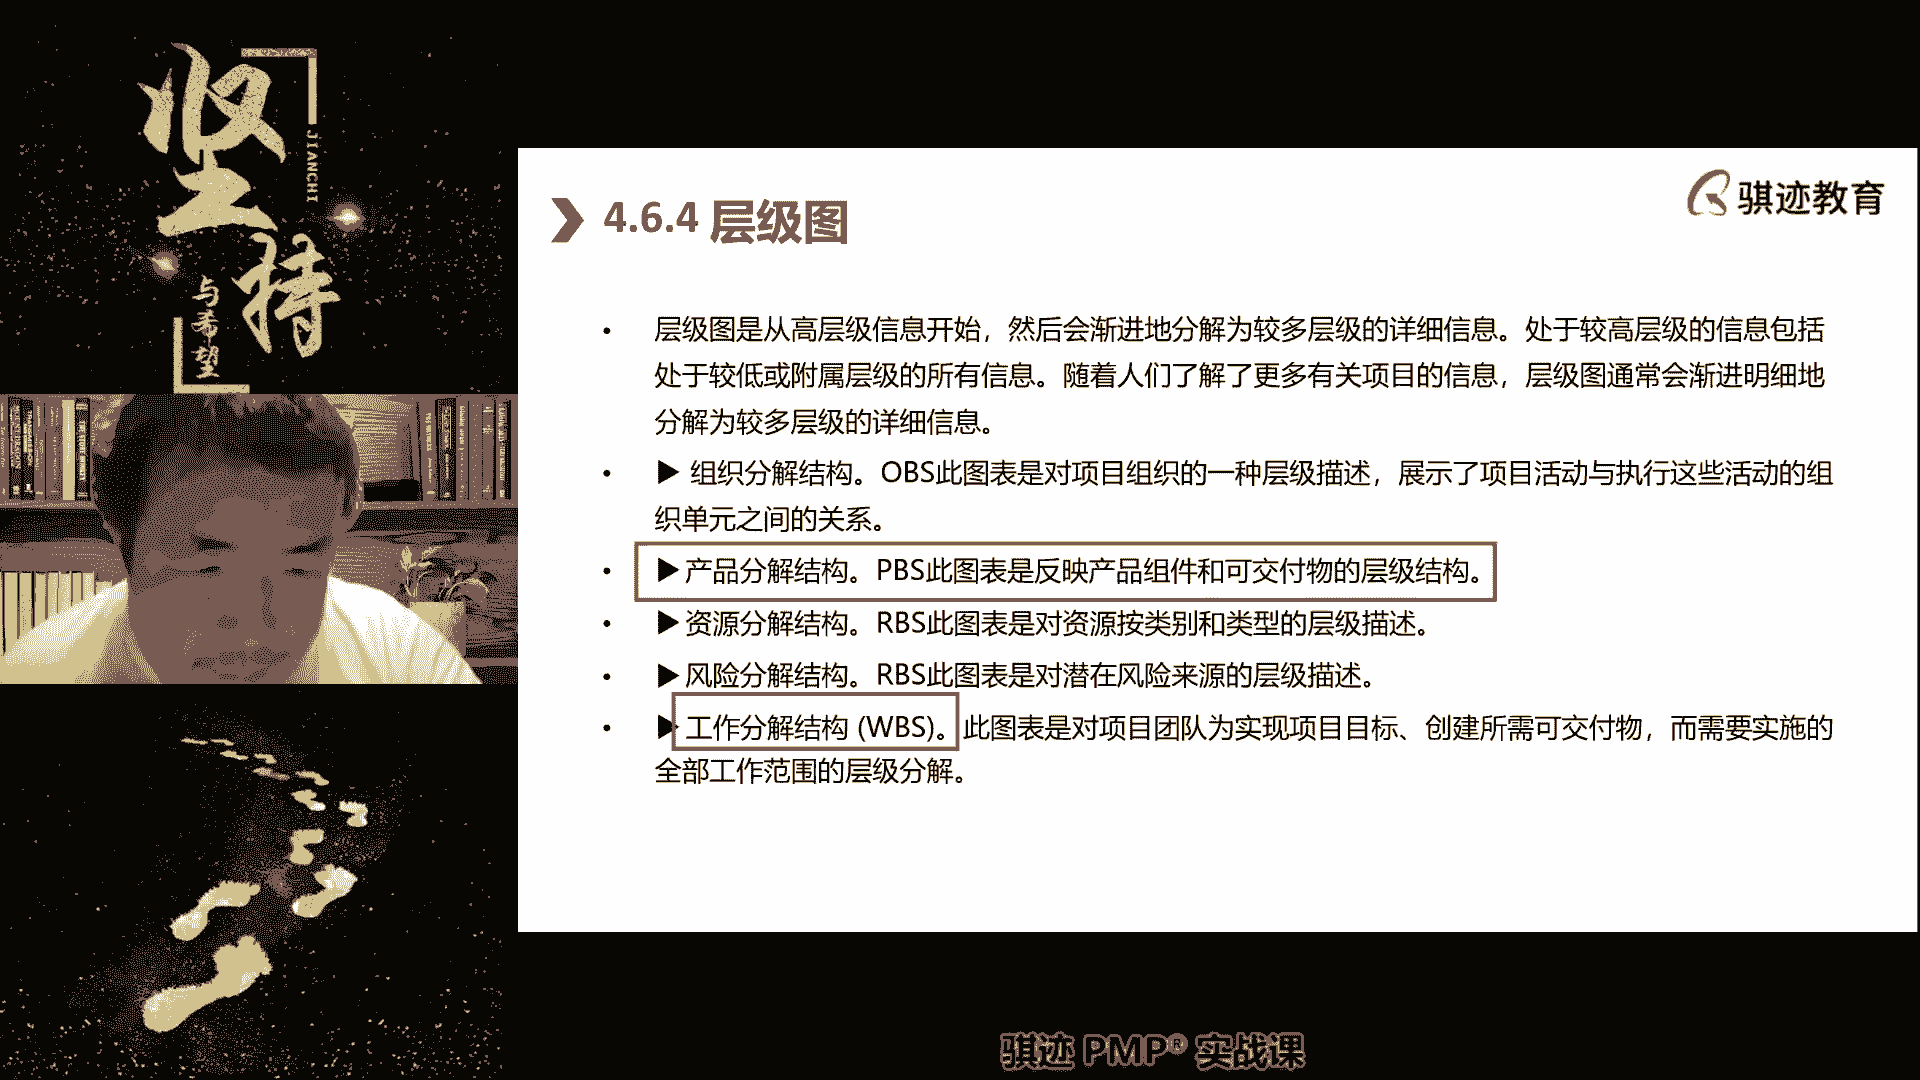 坚持
JIANCHI
与希望
骐迹教育
4.6.4 层级图
• 层级图是从高层级信息开始，然后会渐进地分解为较多层级的详细信息。处于较高层级的信息包括
处于较低或附属层级的所有信息。随着人们了解了更多有关项目的信息，层级图通常会渐进明细地
分解为较多层级的详细信息。
• ▶ 组织分解结构。OBS此图表是对项目组织的一种层级描述，展示了项目活动与执行这些活动的组
织单元之间的关系。
• ▶产品分解结构。PBS此图表是反映产品组件和可交付物的层级结构。
• ▶资源分解结构。RBS此图表是对资源按类别和类型的层级描述。
• ▶风险分解结构。RBS此图表是对潜在风险来源的层级描述。
• ▶工作分解结构 (WBS)。此图表是对项目团队为实现项目目标、创建所需可交付物，而需要实施的
全部工作范围的层级分解。
骐迹 PMP® 实战课